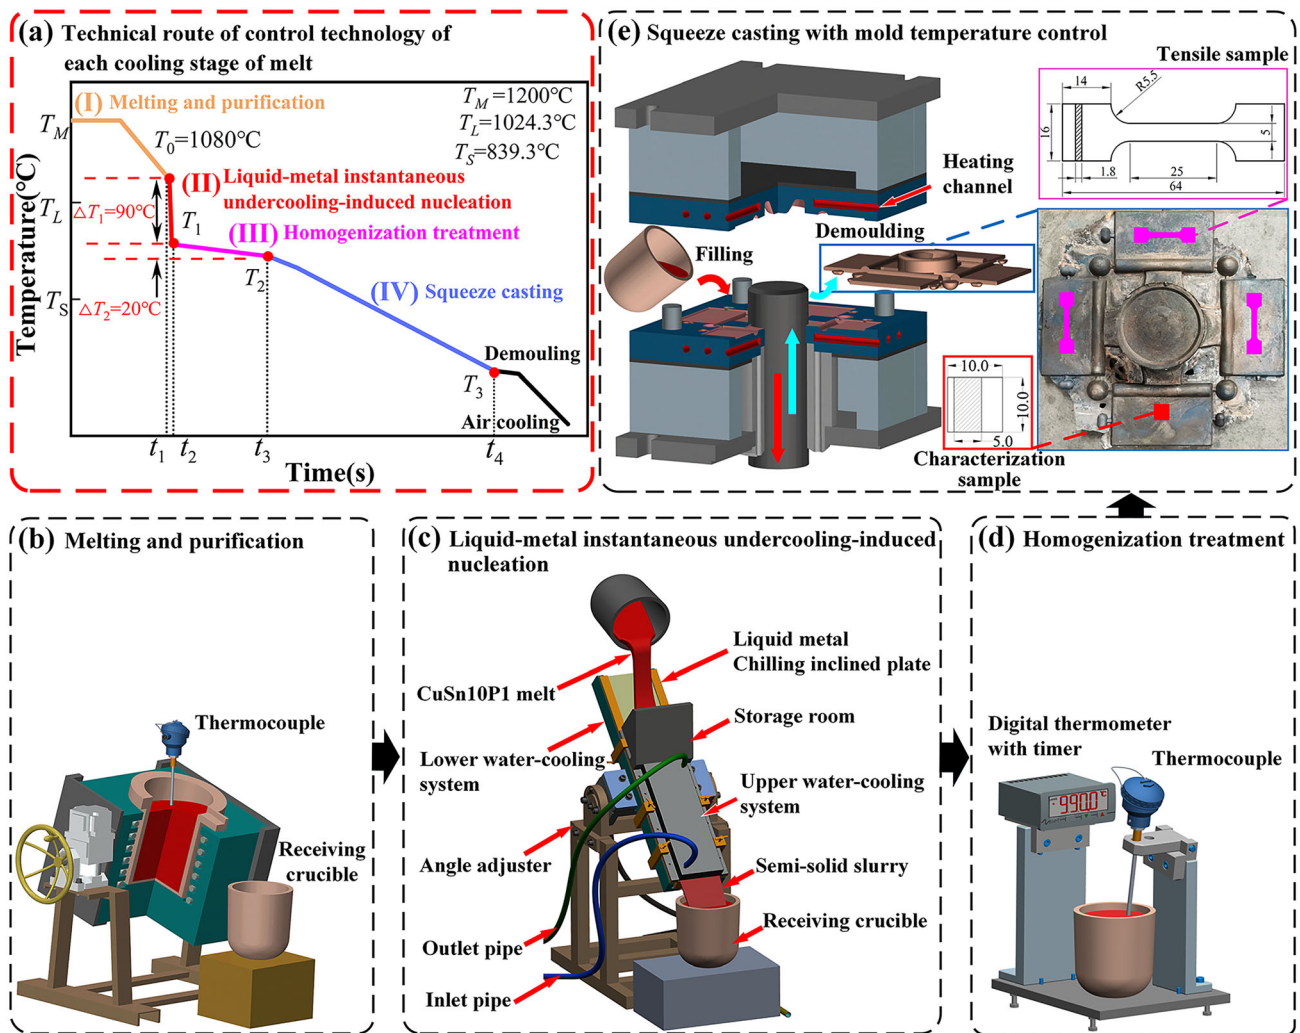 (a) Technical route of control technology of
each cooling stage of melt
(I) Melting and purification
T_M=1200℃
T_L=1024.3℃
T_S=839.3℃
T_M
T_0=1080℃
(II) Liquid-metal instantaneous
undercooling-induced nucleation
T_L
△T_1=90℃
T_1
(III) Homogenization treatment
T_2
(IV) Squeeze casting
T_S
△T_2=20℃
Temperature(℃)
Demouling
T_3
Air cooling
t_1
t_2
t_3
t_4
Time(s)
(e) Squeeze casting with mold temperature control
Tensile sample
14
R5.5
16
5
1.8
25
64
Heating
channel
Demoulding
Filling
10.0
10.0
5.0
Characterization
sample
(b) Melting and purification
Thermocouple
Receiving
crucible
(c) Liquid-metal instantaneous undercooling-induced
nucleation
Liquid metal
Chilling inclined plate
CuSn10P1 melt
Storage room
Lower water-cooling
system
Upper water-cooling
system
Angle adjuster
Semi-solid slurry
Receiving crucible
Outlet pipe
Inlet pipe
(d) Homogenization treatment
Digital thermometer
with timer
Thermocouple
990.0